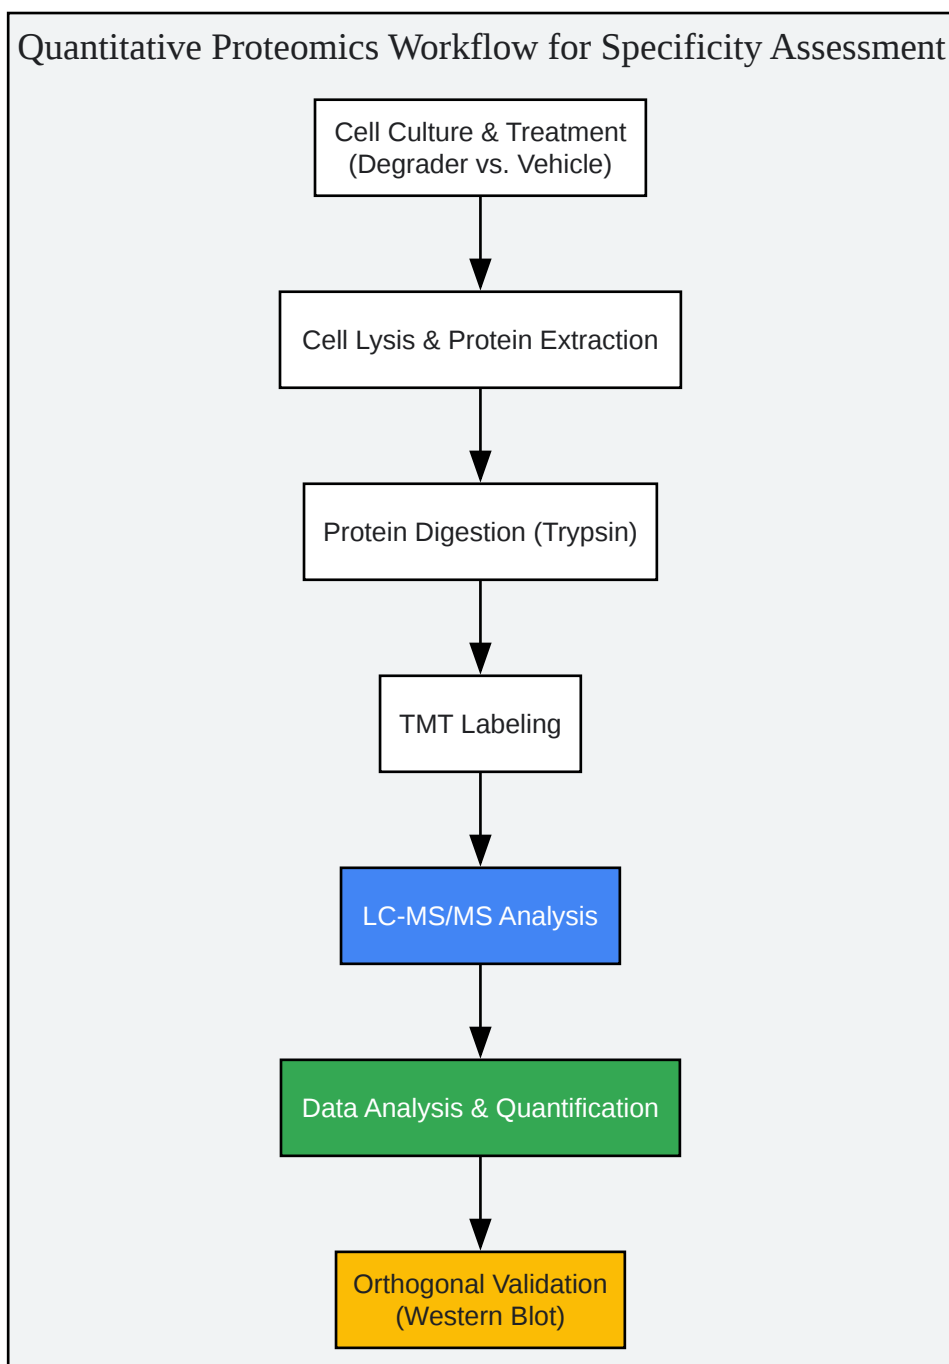 Quantitative Proteomics Workflow for Specificity Assessment
Cell Culture & Treatment
(Degrader vs. Vehicle)
Cell Lysis & Protein Extraction
Protein Digestion (Trypsin)
TMT Labeling
LC-MS/MS Analysis
Data Analysis & Quantification
Orthogonal Validation
(Western Blot)